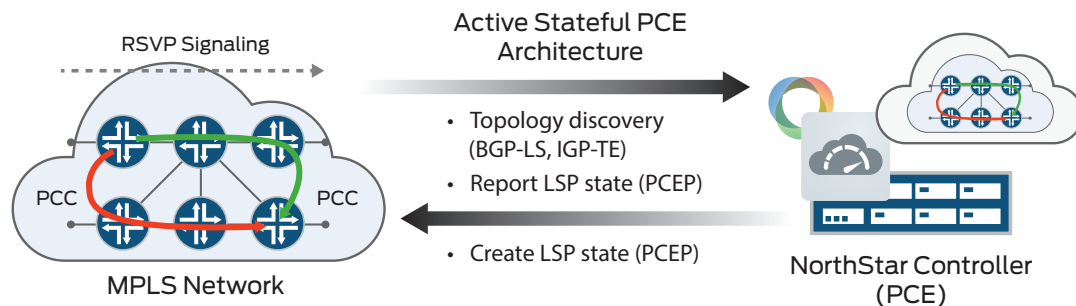 RSVP Signaling
PCC
PCC
MPLS Network
Active Stateful PCE
Architecture
• Topology discovery
(BGP-LS, IGP-TE)
• Report LSP state (PCEP)
• Create LSP state (PCEP)
NorthStar Controller
(PCE)